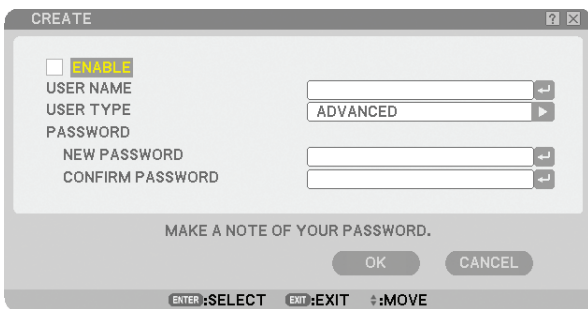 CREATE
ENABLE
USER NAME
USER TYPE ADVANCED
PASSWORD
NEW PASSWORD
CONFIRM PASSWORD
MAKE A NOTE OF YOUR PASSWORD.
OK CANCEL
ENTER:SELECT EXIT:EXIT :MOVE